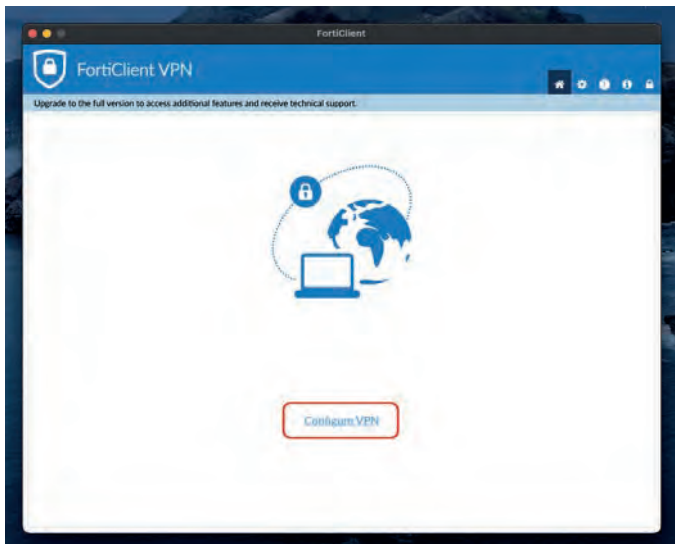 FortiClient
FortiClient VPN
Upgrade to the full version to access additional features and receive technical support.
Configure VPN